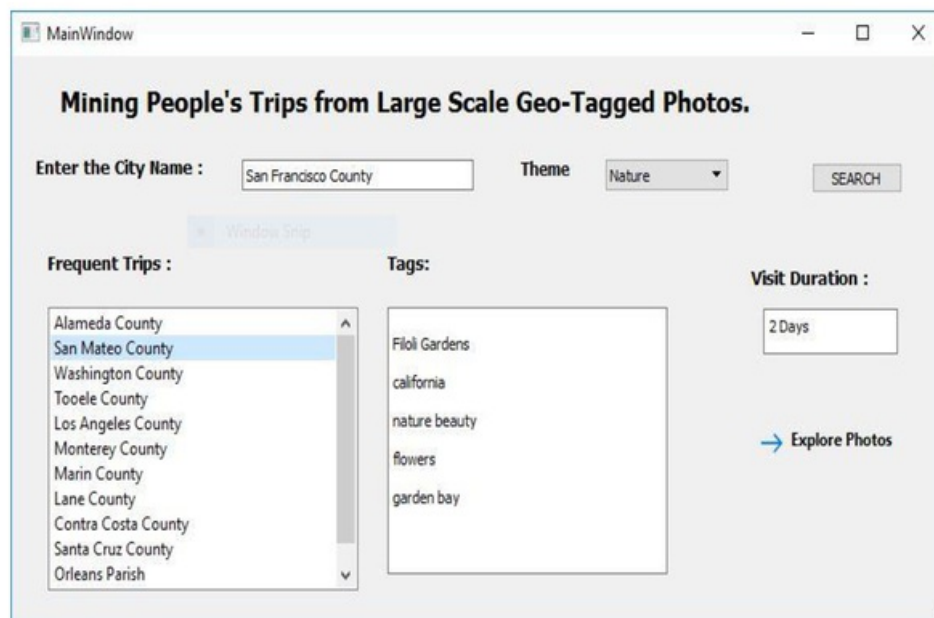 MainWindow
Mining People's Trips from Large Scale Geo-Tagged Photos.
Enter the City Name :
San Francisco County
Theme
Nature
SEARCH
Window Snip
Frequent Trips :
Alameda County
San Mateo County
Washington County
Tooele County
Los Angeles County
Monterey County
Marin County
Lane County
Contra Costa County
Santa Cruz County
Orleans Parish
Tags:
Filoli Gardens
california
nature beauty
flowers
garden bay
Visit Duration :
2 Days
Explore Photos